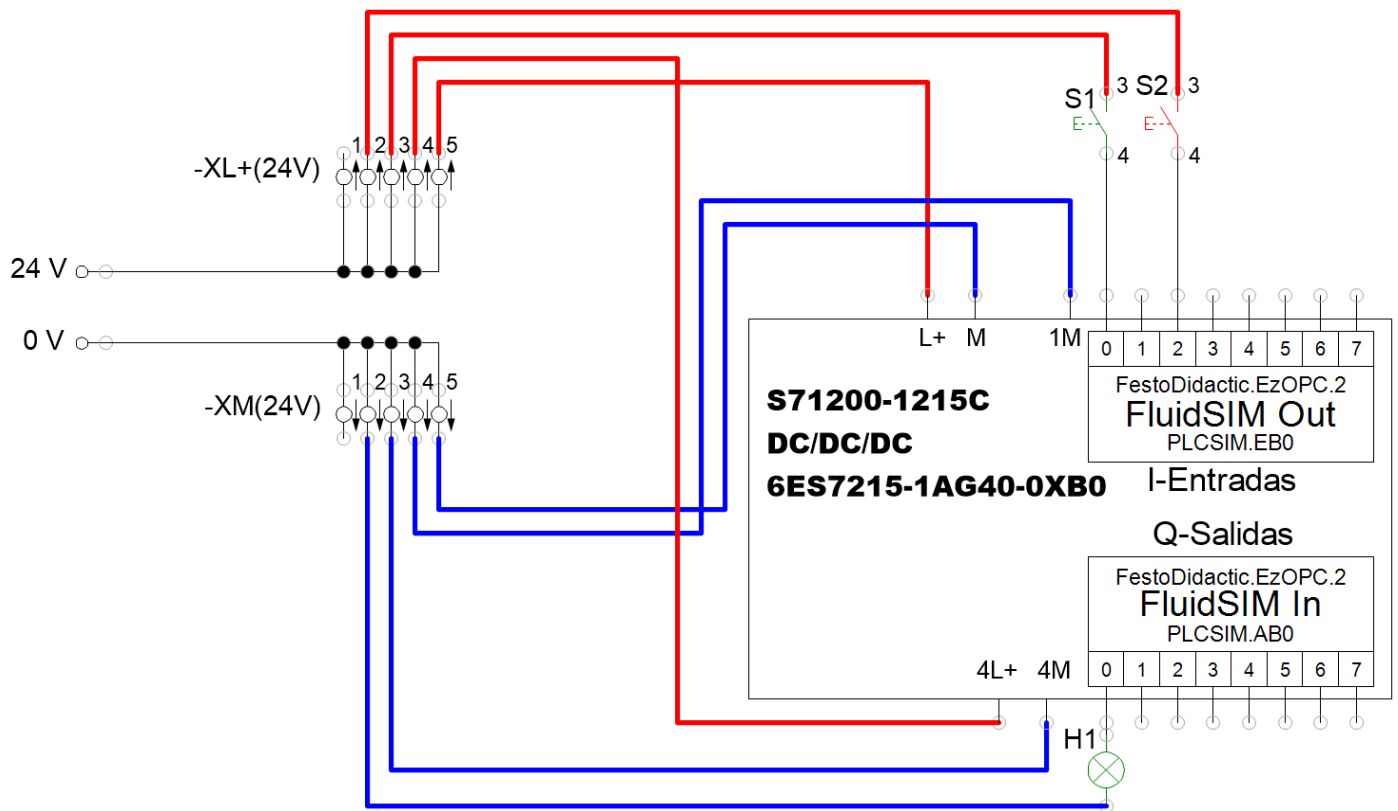 S1 3 S2 3
4 4
-XL+(24V) 1 2 3 4 5
24 V
0 V
-XM(24V) 1 2 3 4 5
L+ M 1M 0 1 2 3 4 5 6 7
FestoDidactic.EzOPC.2
FluidSIM Out
PLCSIM.EB0
S71200-1215C
DC/DC/DC
6ES7215-1AG40-0XB0
I-Entradas
Q-Salidas
FestoDidactic.EzOPC.2
FluidSIM In
PLCSIM.AB0
4L+ 4M 0 1 2 3 4 5 6 7
H1